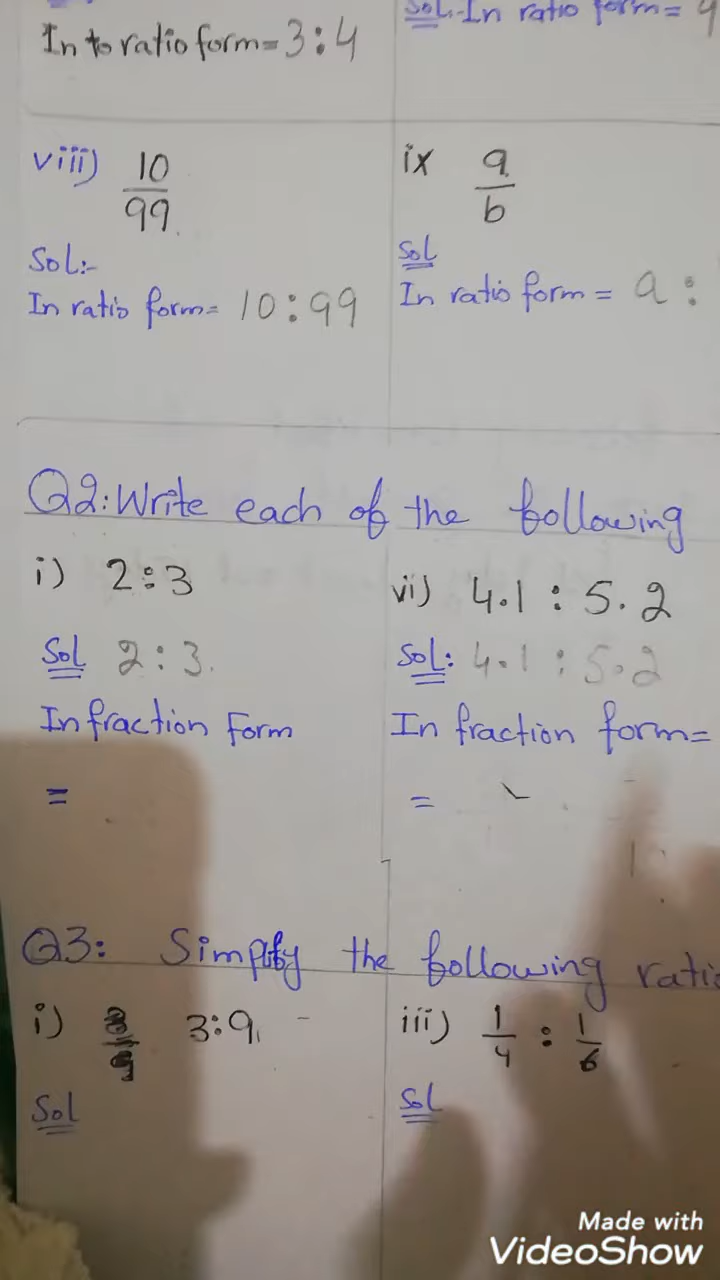 In to ratio form = 3:4
Sol. In ratio form = 4
viii) 10/99
Sol:-
In ratio form = 10:99
ix a/b
Sol
In ratio form = a :
Q2: Write each of the following
i) 2:3
Sol 2:3.
In fraction Form
=
vi) 4.1 : 5.2
Sol: 4.1 : 5.2
In fraction form =
=
Q3: Simplify the following ratio
i) 3:9
Sol
iii) 1/4 : 1/6
Sol
Made with
VideoShow